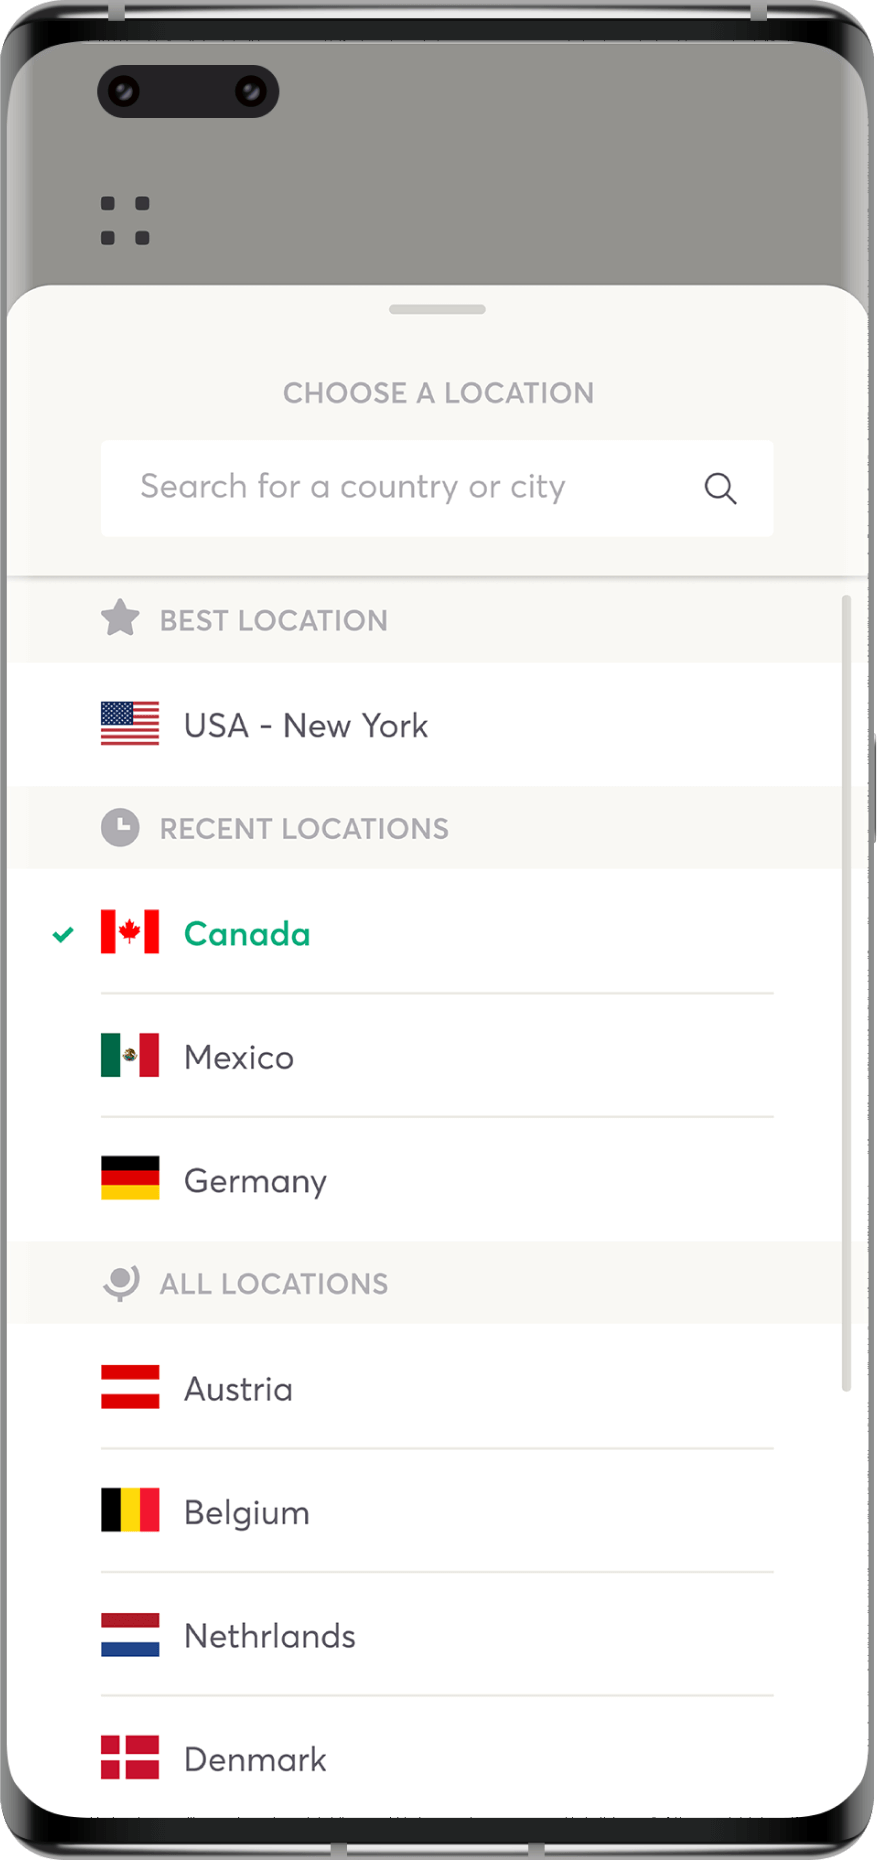 CHOOSE A LOCATION
Search for a country or city
BEST LOCATION
USA - New York
RECENT LOCATIONS
Canada
Mexico
Germany
ALL LOCATIONS
Austria
Belgium
Nethrlands
Denmark